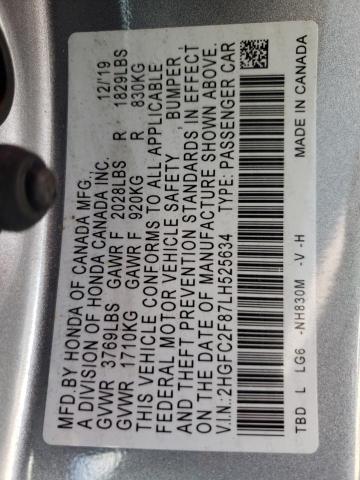 MFD. BY HONDA OF CANADA MFG.,
A DIVISION OF HONDA CANADA INC. 12/19
GVWR 3789LBS GAWR F 2028LBS R 1829LBS
GVWR 1710KG GAWR F 920KG R 830KG
THIS VEHICLE CONFORMS TO ALL APPLICABLE
FEDERAL MOTOR VEHICLE SAFETY, BUMPER,
AND THEFT PREVENTION STANDARDS IN EFFECT
ON THE DATE OF MANUFACTURE SHOWN ABOVE.
V.I.N.:2HGFC2F87LH525634 TYPE: PASSENGER CAR
TBD L LG6 -NH830M -V -H MADE IN CANADA